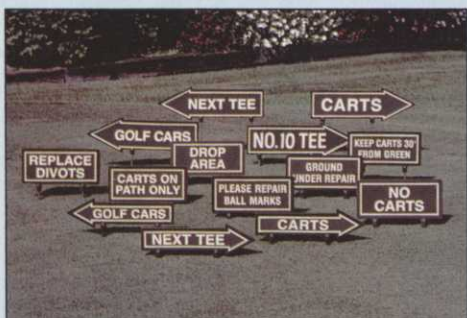 NEXT TEE
CARTS
GOLF CARS
NO.10 TEE
KEEP CARTS 30'
FROM GREEN
DROP
AREA
REPLACE
DIVOTS
GROUND
UNDER REPAIR
CARTS ON
PATH ONLY
PLEASE REPAIR
BALL MARKS
NO
CARTS
GOLF CARS
CARTS
NEXT TEE